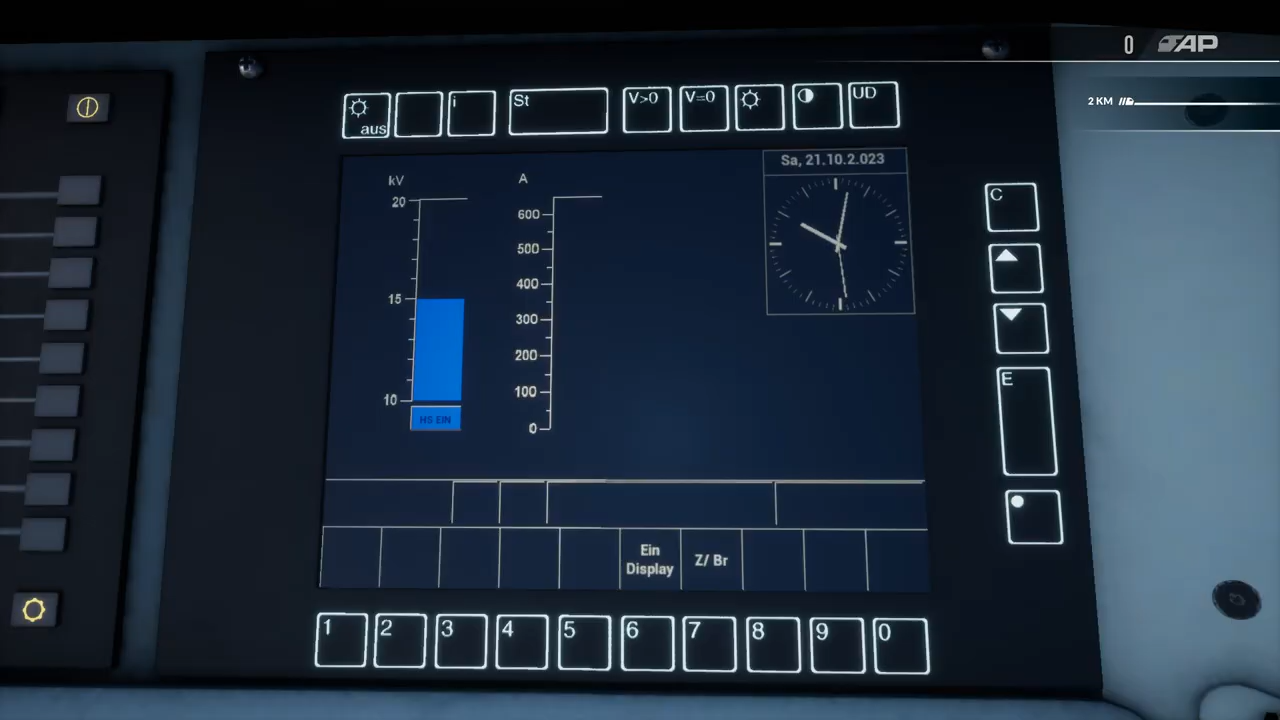 0 AP
2 KM
aus
i
St
V>0
V=0
UD
Sa, 21.10.2.023
kV
20
15
10
HS EIN
A
600
500
400
300
200
100
0
C
E
Ein
Display
Z/ Br
1 2 3 4 5 6 7 8 9 0